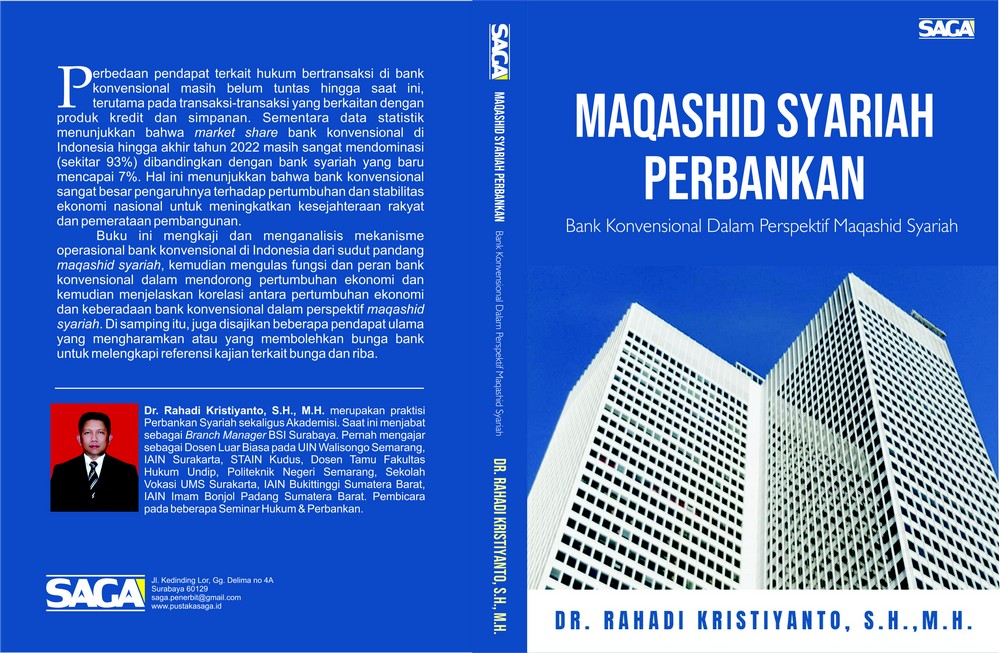 Perbedaan pendapat terkait hukum bertransaksi di bank
konvensional masih belum tuntas hingga saat ini,
terutama pada transaksi-transaksi yang berkaitan dengan
produk kredit dan simpanan. Sementara data statistik
menunjukkan bahwa market share bank konvensional di
Indonesia hingga akhir tahun 2022 masih sangat mendominasi
(sekitar 93%) dibandingkan dengan bank syariah yang baru
mencapai 7%. Hal ini menunjukkan bahwa bank konvensional
sangat besar pengaruhnya terhadap pertumbuhan dan stabilitas
ekonomi nasional untuk meningkatkan kesejahteraan rakyat
dan pemerataan pembangunan.
Buku ini mengkaji dan menganalisis mekanisme
operasional bank konvensional di Indonesia dari sudut pandang
maqashid syariah, kemudian mengulas fungsi dan peran bank
konvensional dalam mendorong pertumbuhan ekonomi dan
kemudian menjelaskan korelasi antara pertumbuhan ekonomi
dan keberadaan bank konvensional dalam perspektif maqashid
syariah. Di samping itu, juga disajikan beberapa pendapat ulama
yang mengharamkan atau yang membolehkan bunga bank
untuk melengkapi referensi kajian terkait bunga dan riba.
Dr. Rahadi Kristiyanto, S.H., M.H. merupakan praktisi
Perbankan Syariah sekaligus Akademisi. Saat ini menjabat
sebagai Branch Manager BSI Surabaya. Pernah mengajar
sebagai Dosen Luar Biasa pada UIN Walisongo Semarang,
IAIN Surakarta, STAIN Kudus, Dosen Tamu Fakultas
Hukum Undip, Politeknik Negeri Semarang, Sekolah
Vokasi UMS Surakarta, IAIN Bukittinggi Sumatera Barat,
IAIN Imam Bonjol Padang Sumatera Barat. Pembicara
pada beberapa Seminar Hukum & Perbankan.
SAGA
Jl. Kedinding Lor, Gg. Delima no 4A
Surabaya 60129
saga.penerbit@gmail.com
www.pustakasaga.id
SAGA
MAQASHID SYARIAH PERBANKAN
Bank Konvensional Dalam Perspektif Maqashid Syariah
DR. RAHADI KRISTIYANTO, S.H., M.H.
SAGA
MAQASHID SYARIAH
PERBANKAN
Bank Konvensional Dalam Perspektif Maqashid Syariah
DR. RAHADI KRISTIYANTO, S.H.,M.H.